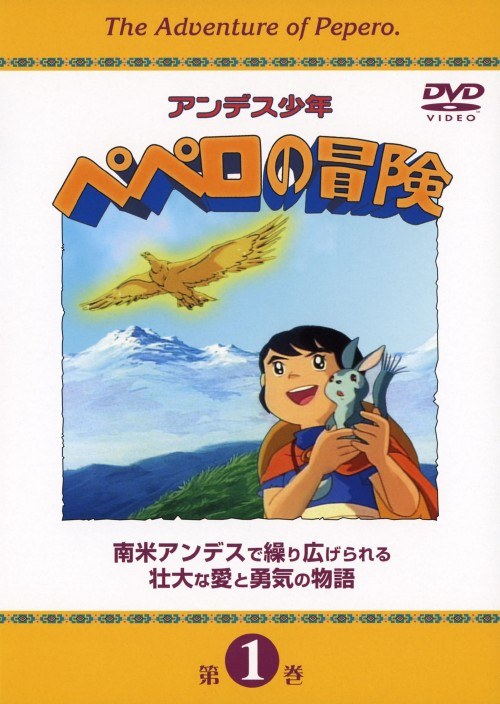 The Adventure of Pepero.
DVD
VIDEO
アンデス少年
ペペロの冒険
南米アンデスで繰り広げられる
壮大な愛と勇気の物語
第1巻